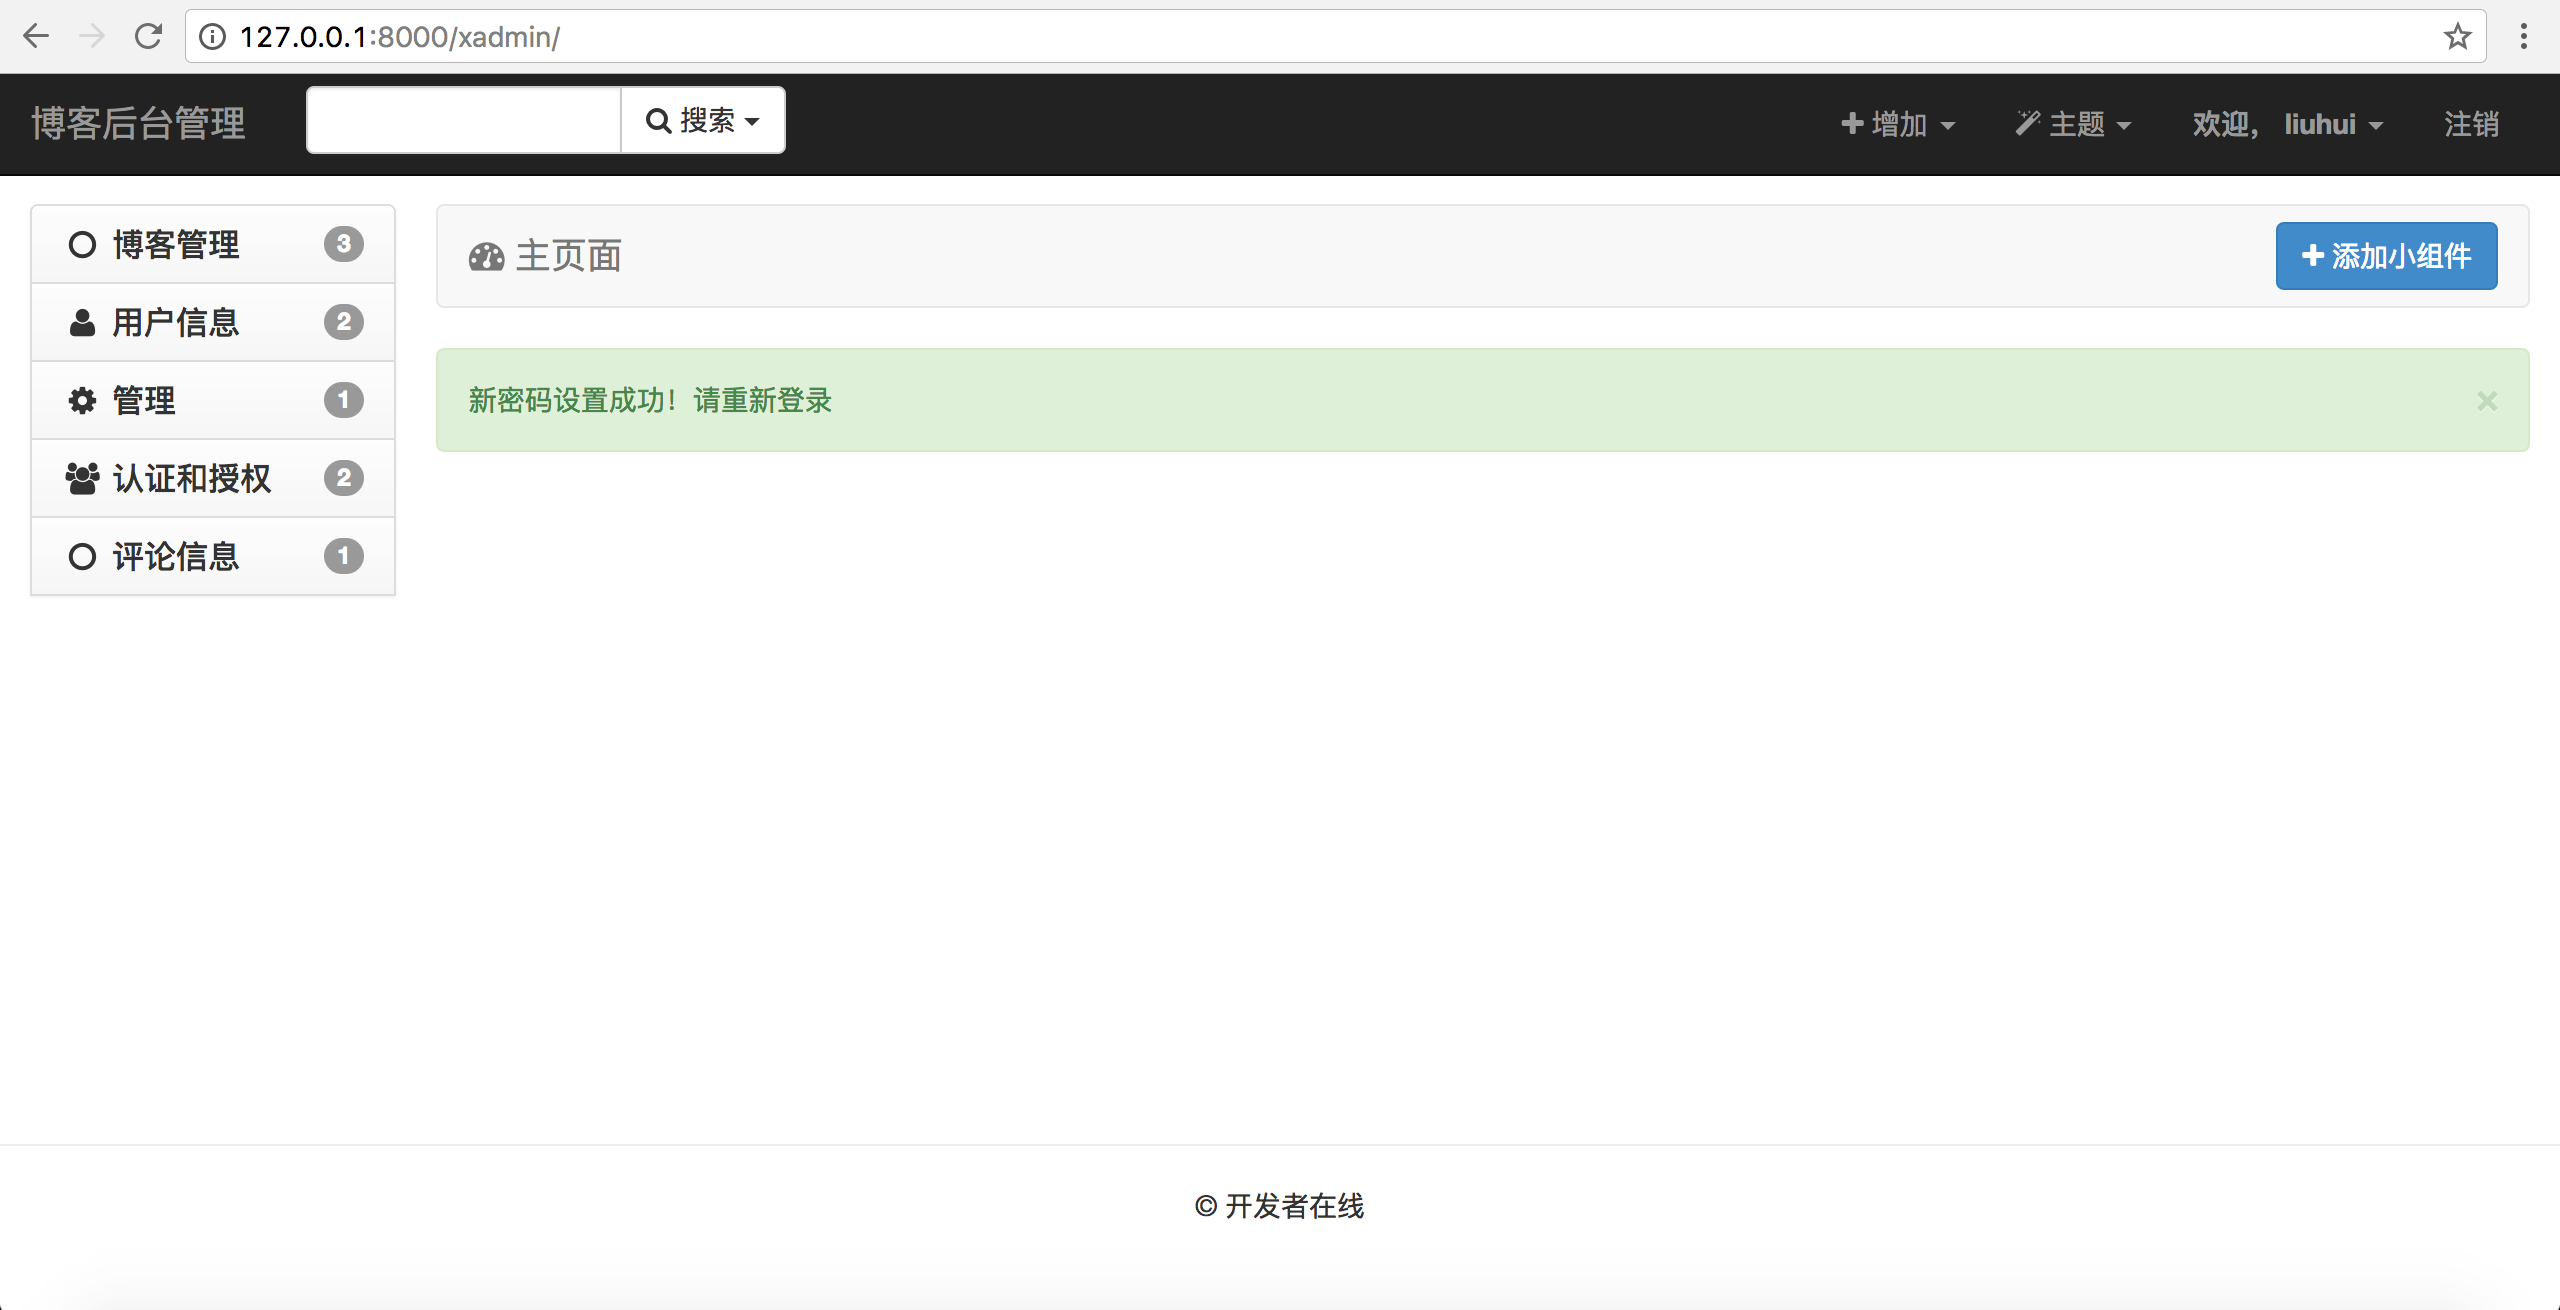 127.0.0.1:8000/xadmin/
博客后台管理 搜索 增加 主题 欢迎， liuhui 注销
博客管理 3
用户信息 2
管理 1
认证和授权 2
评论信息 1
主页面 添加小组件
新密码设置成功！请重新登录 ×
© 开发者在线